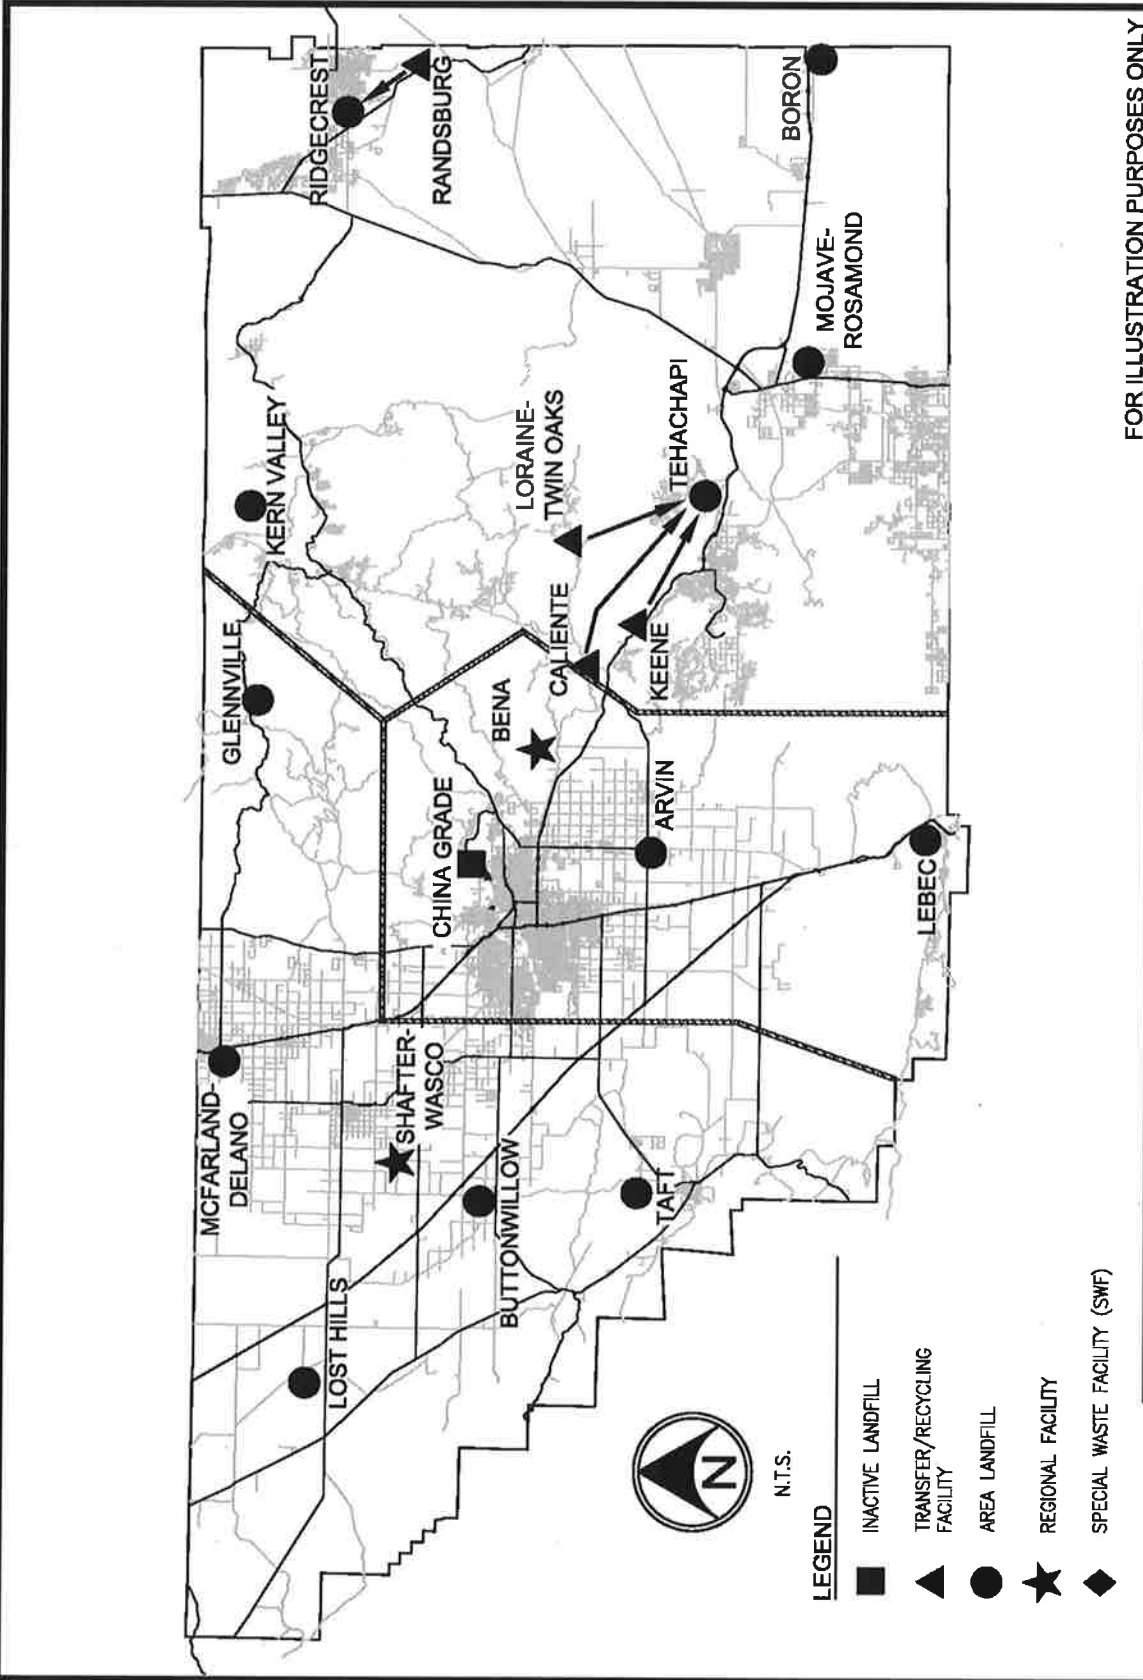 RIDGECREST
RANDSBURG
BORON
KERN VALLEY
LORAINE-
TWIN OAKS
TEHACHAPI
MOJAVE-
ROSAMOND
GLENNVILLE
CALIENTE
KEENE
BENA
CHINA GRADE
ARVIN
LEBEC
MCFARLAND-
DELANO
SHAFTER-
WASCO
BUTTONWILLOW
TAFT
LOST HILLS
N
N.T.S.
LEGEND
INACTIVE LANDFILL
TRANSFER/RECYCLING
FACILITY
AREA LANDFILL
REGIONAL FACILITY
SPECIAL WASTE FACILITY (SWF)
FOR ILLUSTRATION PURPOSES ONLY